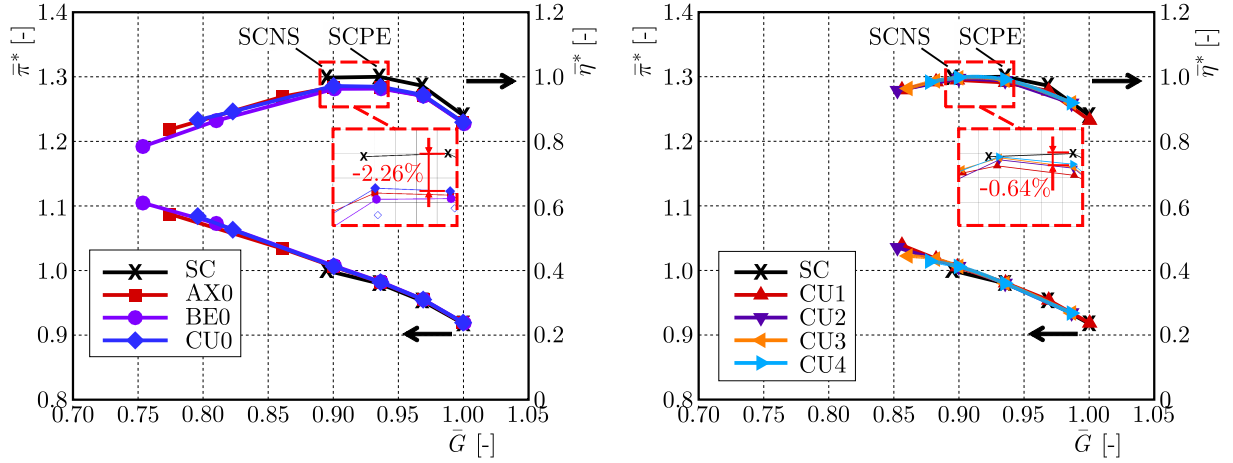 1.4
1.3
1.2
1.1
1.0
0.9
0.8
π̄* [-]
SCNS
SCPE
-2.26%
SC
AX0
BE0
CU0
1.2
1.0
0.8
0.6
0.4
0.2
0
η̄* [-]
0.70
0.75
0.80
0.85
0.90
0.95
1.00
1.05
Ḡ [-]
1.4
1.3
1.2
1.1
1.0
0.9
0.8
π̄* [-]
SCNS
SCPE
-0.64%
SC
CU1
CU2
CU3
CU4
1.2
1.0
0.8
0.6
0.4
0.2
0
η̄* [-]
0.70
0.75
0.80
0.85
0.90
0.95
1.00
1.05
Ḡ [-]